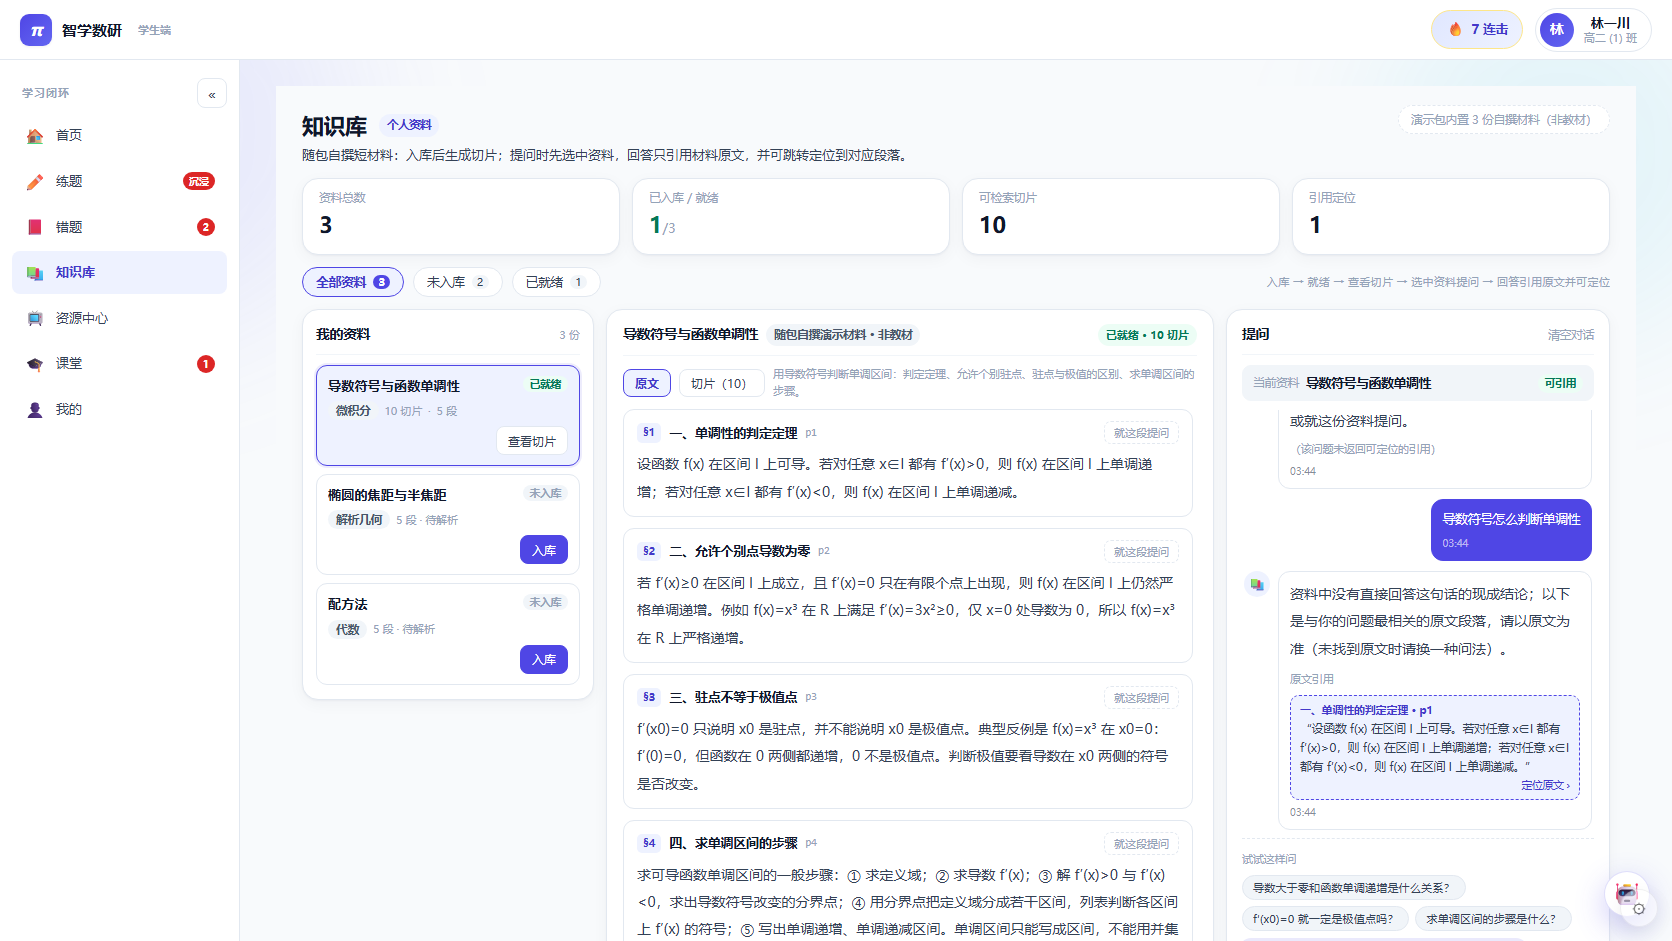 π 智学数研 学生端
7 连击
林 林一川
高二 (1) 班
学习闭环 «
首页
练题 沉浸
错题 2
知识库
资源中心
课堂 1
我的
知识库 个人资料
演示包内置 3 份自撰材料（非教材）
随包自撰短材料：入库后生成切片；提问时先选中资料，回答只引用材料原文，并可跳转定位到对应段落。
资料总数
3
已入库 / 就绪
1/3
可检索切片
10
引用定位
1
全部资料 3 未入库 2 已就绪 1
入库 → 就绪 → 查看切片 → 选中资料提问 → 回答引用原文并可定位
我的资料 3 份
导数符号与函数单调性 已就绪
微积分 10 切片 · 5 段
查看切片
椭圆的焦距与半焦距 未入库
解析几何 5 段 · 待解析
入库
配方法 未入库
代数 5 段 · 待解析
入库
导数符号与函数单调性 随包自撰演示材料 • 非教材 已就绪 • 10 切片
原文 切片（10）
用导数符号判断单调区间：判定定理、允许个别驻点、驻点与极值的区别、求单调区间的
步骤。
§1 一、单调性的判定定理 p1 就这段提问
设函数 f(x) 在区间 I 上可导。若对任意 x∈I 都有 f′(x)>0，则 f(x) 在区间 I 上单调递
增；若对任意 x∈I 都有 f′(x)<0，则 f(x) 在区间 I 上单调递减。
§2 二、允许个别点导数为零 p2 就这段提问
若 f′(x)≥0 在区间 I 上成立，且 f′(x)=0 只在有限个点上出现，则 f(x) 在区间 I 上仍然严
格单调递增。例如 f(x)=x³ 在 R 上满足 f′(x)=3x²≥0，仅 x=0 处导数为 0，所以 f(x)=x³
在 R 上严格递增。
§3 三、驻点不等于极值点 p3 就这段提问
f′(x0)=0 只说明 x0 是驻点，并不能说明 x0 是极值点。典型反例是 f(x)=x³ 在 x0=0：
f′(0)=0，但函数在 0 两侧都递增，0 不是极值点。判断极值要看导数在 x0 两侧的符号
是否改变。
§4 四、求单调区间的步骤 p4 就这段提问
求可导函数单调区间的一般步骤：① 求定义域；② 求导数 f′(x)；③ 解 f′(x)>0 与 f′(x)
<0，求出导数符号改变的分界点；④ 用分界点把定义域分成若干区间，列表判断各区间
上 f′(x) 的符号；⑤ 写出单调递增、单调递减区间。单调区间只能写成区间，不能用并集
提问 清空对话
当前资料 导数符号与函数单调性 可引用
或就这份资料提问。
（该问题未返回可定位的引用）
03:44
导数符号怎么判断单调性
03:44
资料中没有直接回答这句话的现成结论；以下
是与你的问题最相关的原文段落，请以原文为
准（未找到原文时请换一种问法）。
原文引用
一、单调性的判定定理 • p1
“设函数 f(x) 在区间 I 上可导。若对任意 x∈I 都有
f′(x)>0，则 f(x) 在区间 I 上单调递增；若对任意 x∈I
都有 f′(x)<0，则 f(x) 在区间 I 上单调递减。”
定位原文 ›
03:44
试试这样问
导数大于零和函数单调递增是什么关系？
f′(x0)=0 就一定是极值点吗？ 求单调区间的步骤是什么？